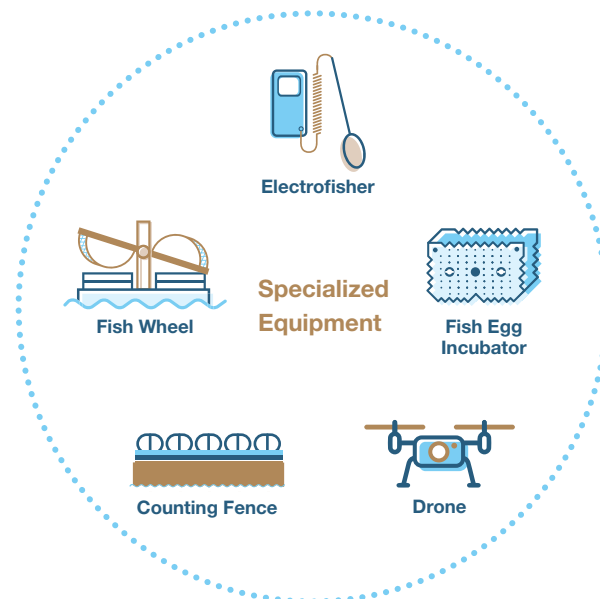 Electrofisher
Fish Wheel
Specialized
Equipment
Fish Egg
Incubator
Counting Fence
Drone